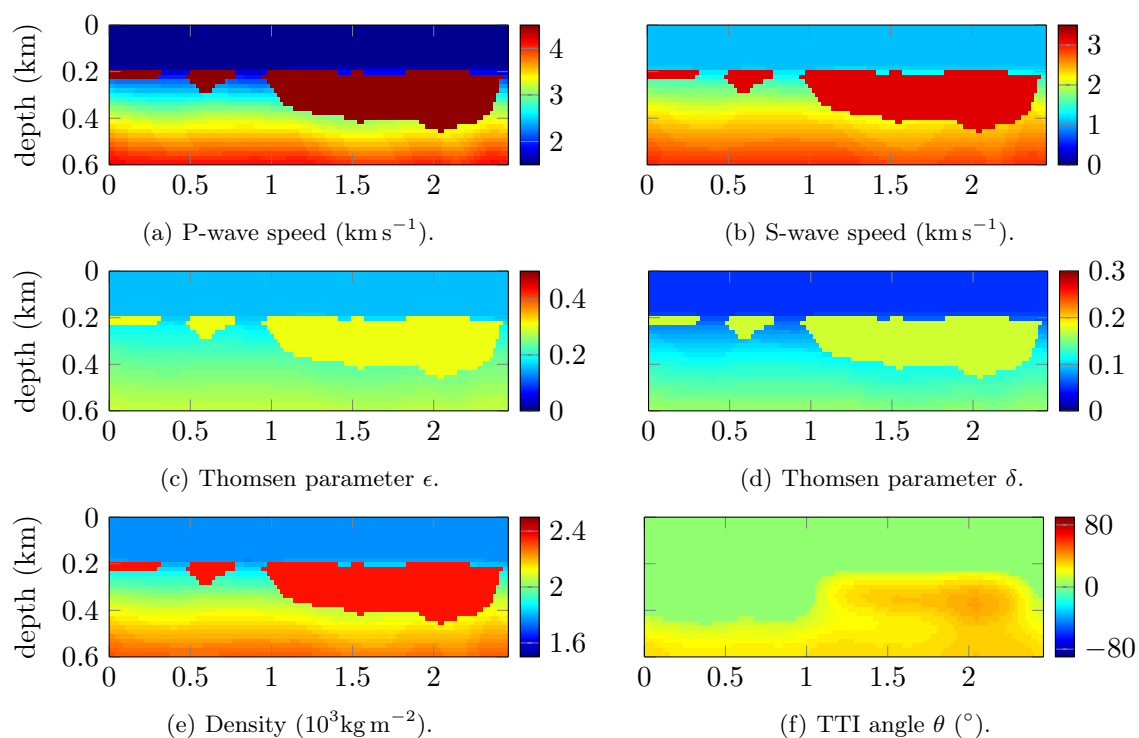 0
0.2
0.4
0.6
depth (km)
0 0.5 1 1.5 2
4
3
2
(a) P-wave speed (km s−1).
0 0.5 1 1.5 2
3
2
1
0
(b) S-wave speed (km s−1).
0
0.2
0.4
0.6
depth (km)
0 0.5 1 1.5 2
0.4
0.2
0
(c) Thomsen parameter ϵ.
0 0.5 1 1.5 2
0.3
0.2
0.1
0
(d) Thomsen parameter δ.
0
0.2
0.4
0.6
depth (km)
0 0.5 1 1.5 2
2.4
2
1.6
(e) Density (10³kg m−2).
0 0.5 1 1.5 2
80
0
−80
(f) TTI angle θ (°).